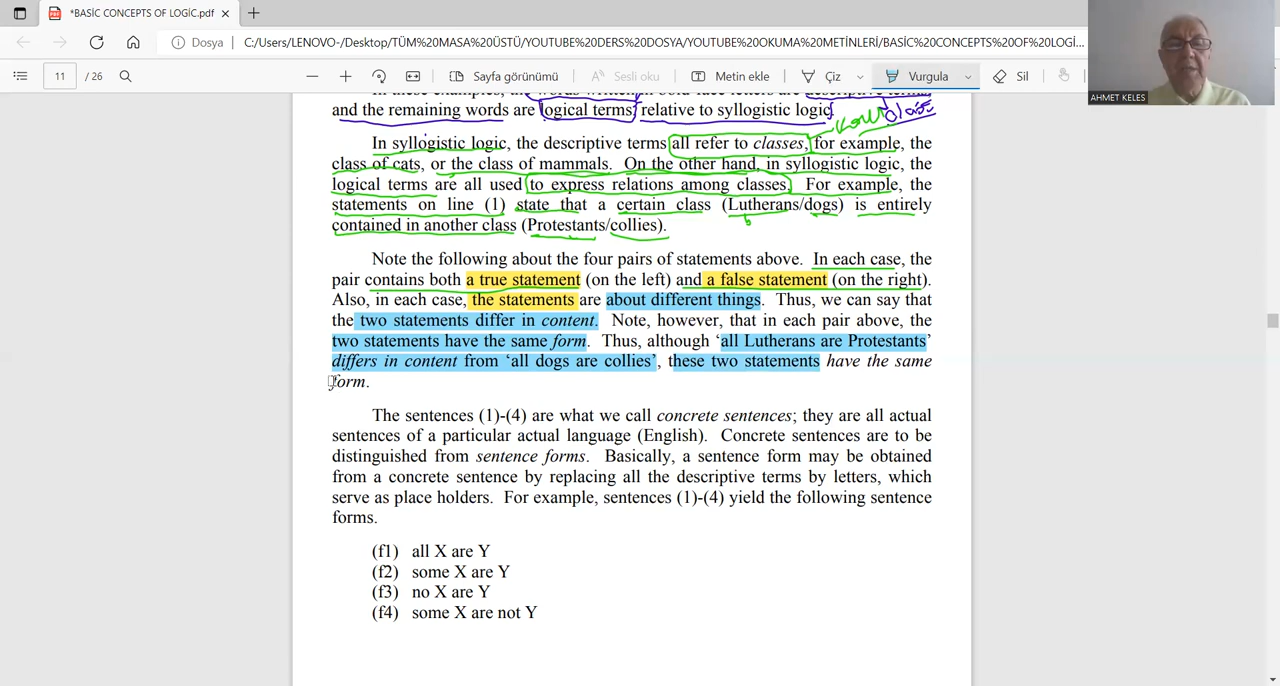 *BASİC CONCEPTS OF LOGİC.pdf
Dosya
C:/Users/LENOVO-/Desktop/TÜM%20MASA%20ÜSTÜ/YOUTUBE%20DERS%20DOSYA/YOUTUBE%20OKUMA%20METİNLERİ/BASİC%20CONCEPTS%20OF%20LOGİ...
11 / 26
Sayfa görünümü
Sesli oku
Metin ekle
Çiz
Vurgula
Sil
AHMET KELES
and the remaining words are logical terms, relative to syllogistic logic.
In syllogistic logic, the descriptive terms all refer to classes, for example, the
class of cats, or the class of mammals. On the other hand, in syllogistic logic, the
logical terms are all used to express relations among classes. For example, the
statements on line (1) state that a certain class (Lutherans/dogs) is entirely
contained in another class (Protestants/collies).
Note the following about the four pairs of statements above. In each case, the
pair contains both a true statement (on the left) and a false statement (on the right).
Also, in each case, the statements are about different things. Thus, we can say that
the two statements differ in content. Note, however, that in each pair above, the
two statements have the same form. Thus, although ‘all Lutherans are Protestants’
differs in content from ‘all dogs are collies’, these two statements have the same
form.
The sentences (1)-(4) are what we call concrete sentences; they are all actual
sentences of a particular actual language (English). Concrete sentences are to be
distinguished from sentence forms. Basically, a sentence form may be obtained
from a concrete sentence by replacing all the descriptive terms by letters, which
serve as place holders. For example, sentences (1)-(4) yield the following sentence
forms.
(f1) all X are Y
(f2) some X are Y
(f3) no X are Y
(f4) some X are not Y